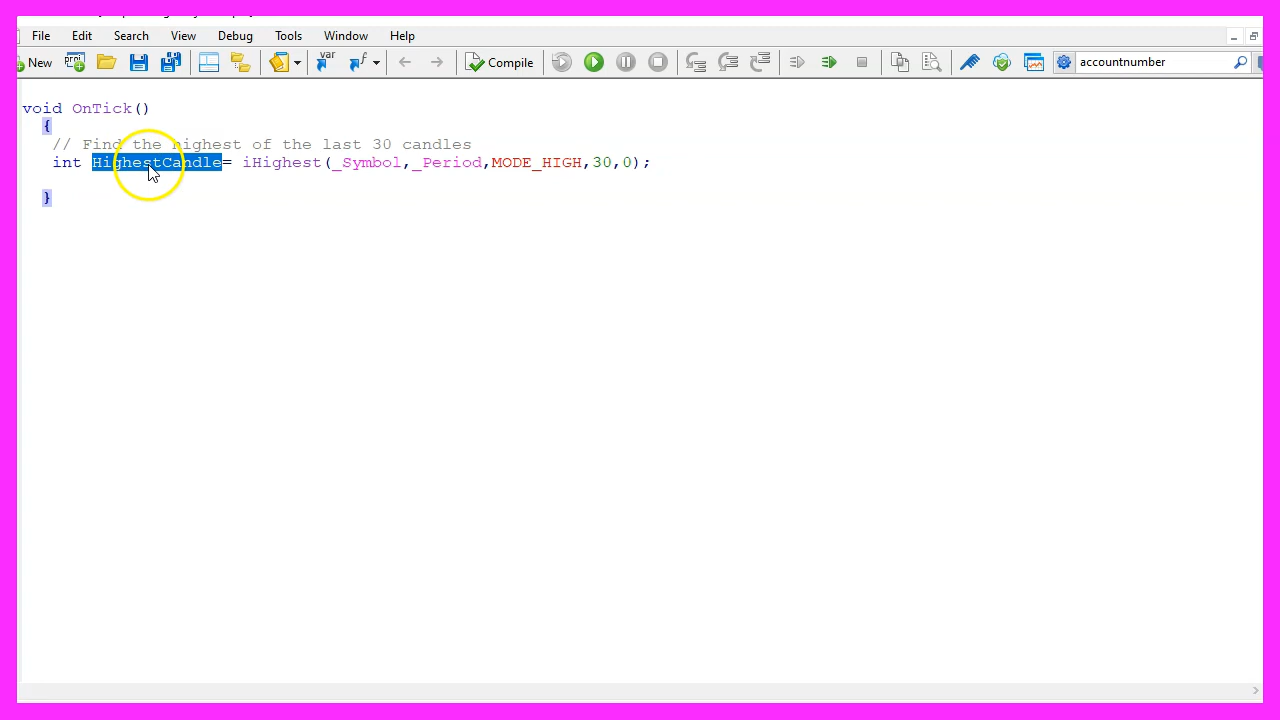 File Edit Search View Debug Tools Window Help
New Compile accountnumber
void OnTick()
{
// Find the highest of the last 30 candles
int HighestCandle= iHighest(_Symbol,_Period,MODE_HIGH,30,0);
}